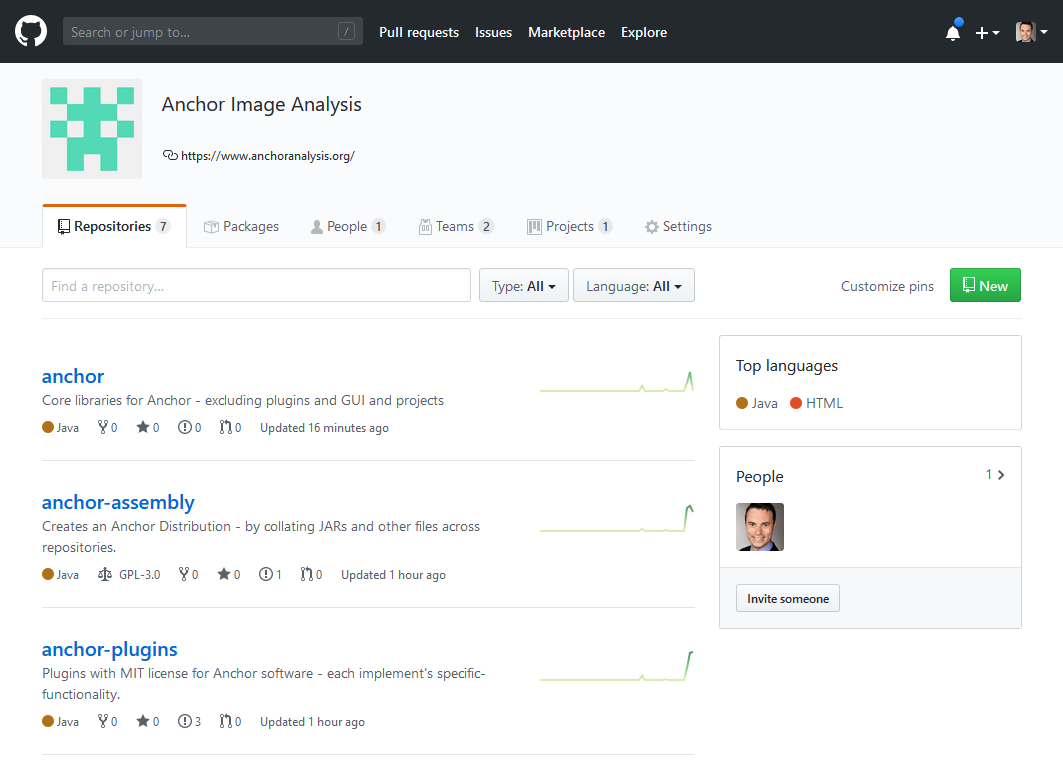 Search or jump to... /
Pull requests Issues Marketplace Explore
Anchor Image Analysis
https://www.anchoranalysis.org/
Repositories 7
Packages
People 1
Teams 2
Projects 1
Settings
Find a repository...
Type: All
Language: All
Customize pins
New
anchor
Core libraries for Anchor - excluding plugins and GUI and projects
Java 0 0 0 0 Updated 16 minutes ago
anchor-assembly
Creates an Anchor Distribution - by collating JARs and other files across
repositories.
Java GPL-3.0 0 0 1 0 Updated 1 hour ago
anchor-plugins
Plugins with MIT license for Anchor software - each implement's specific-
functionality.
Java 0 0 3 0 Updated 1 hour ago
Top languages
Java HTML
People 1
Invite someone